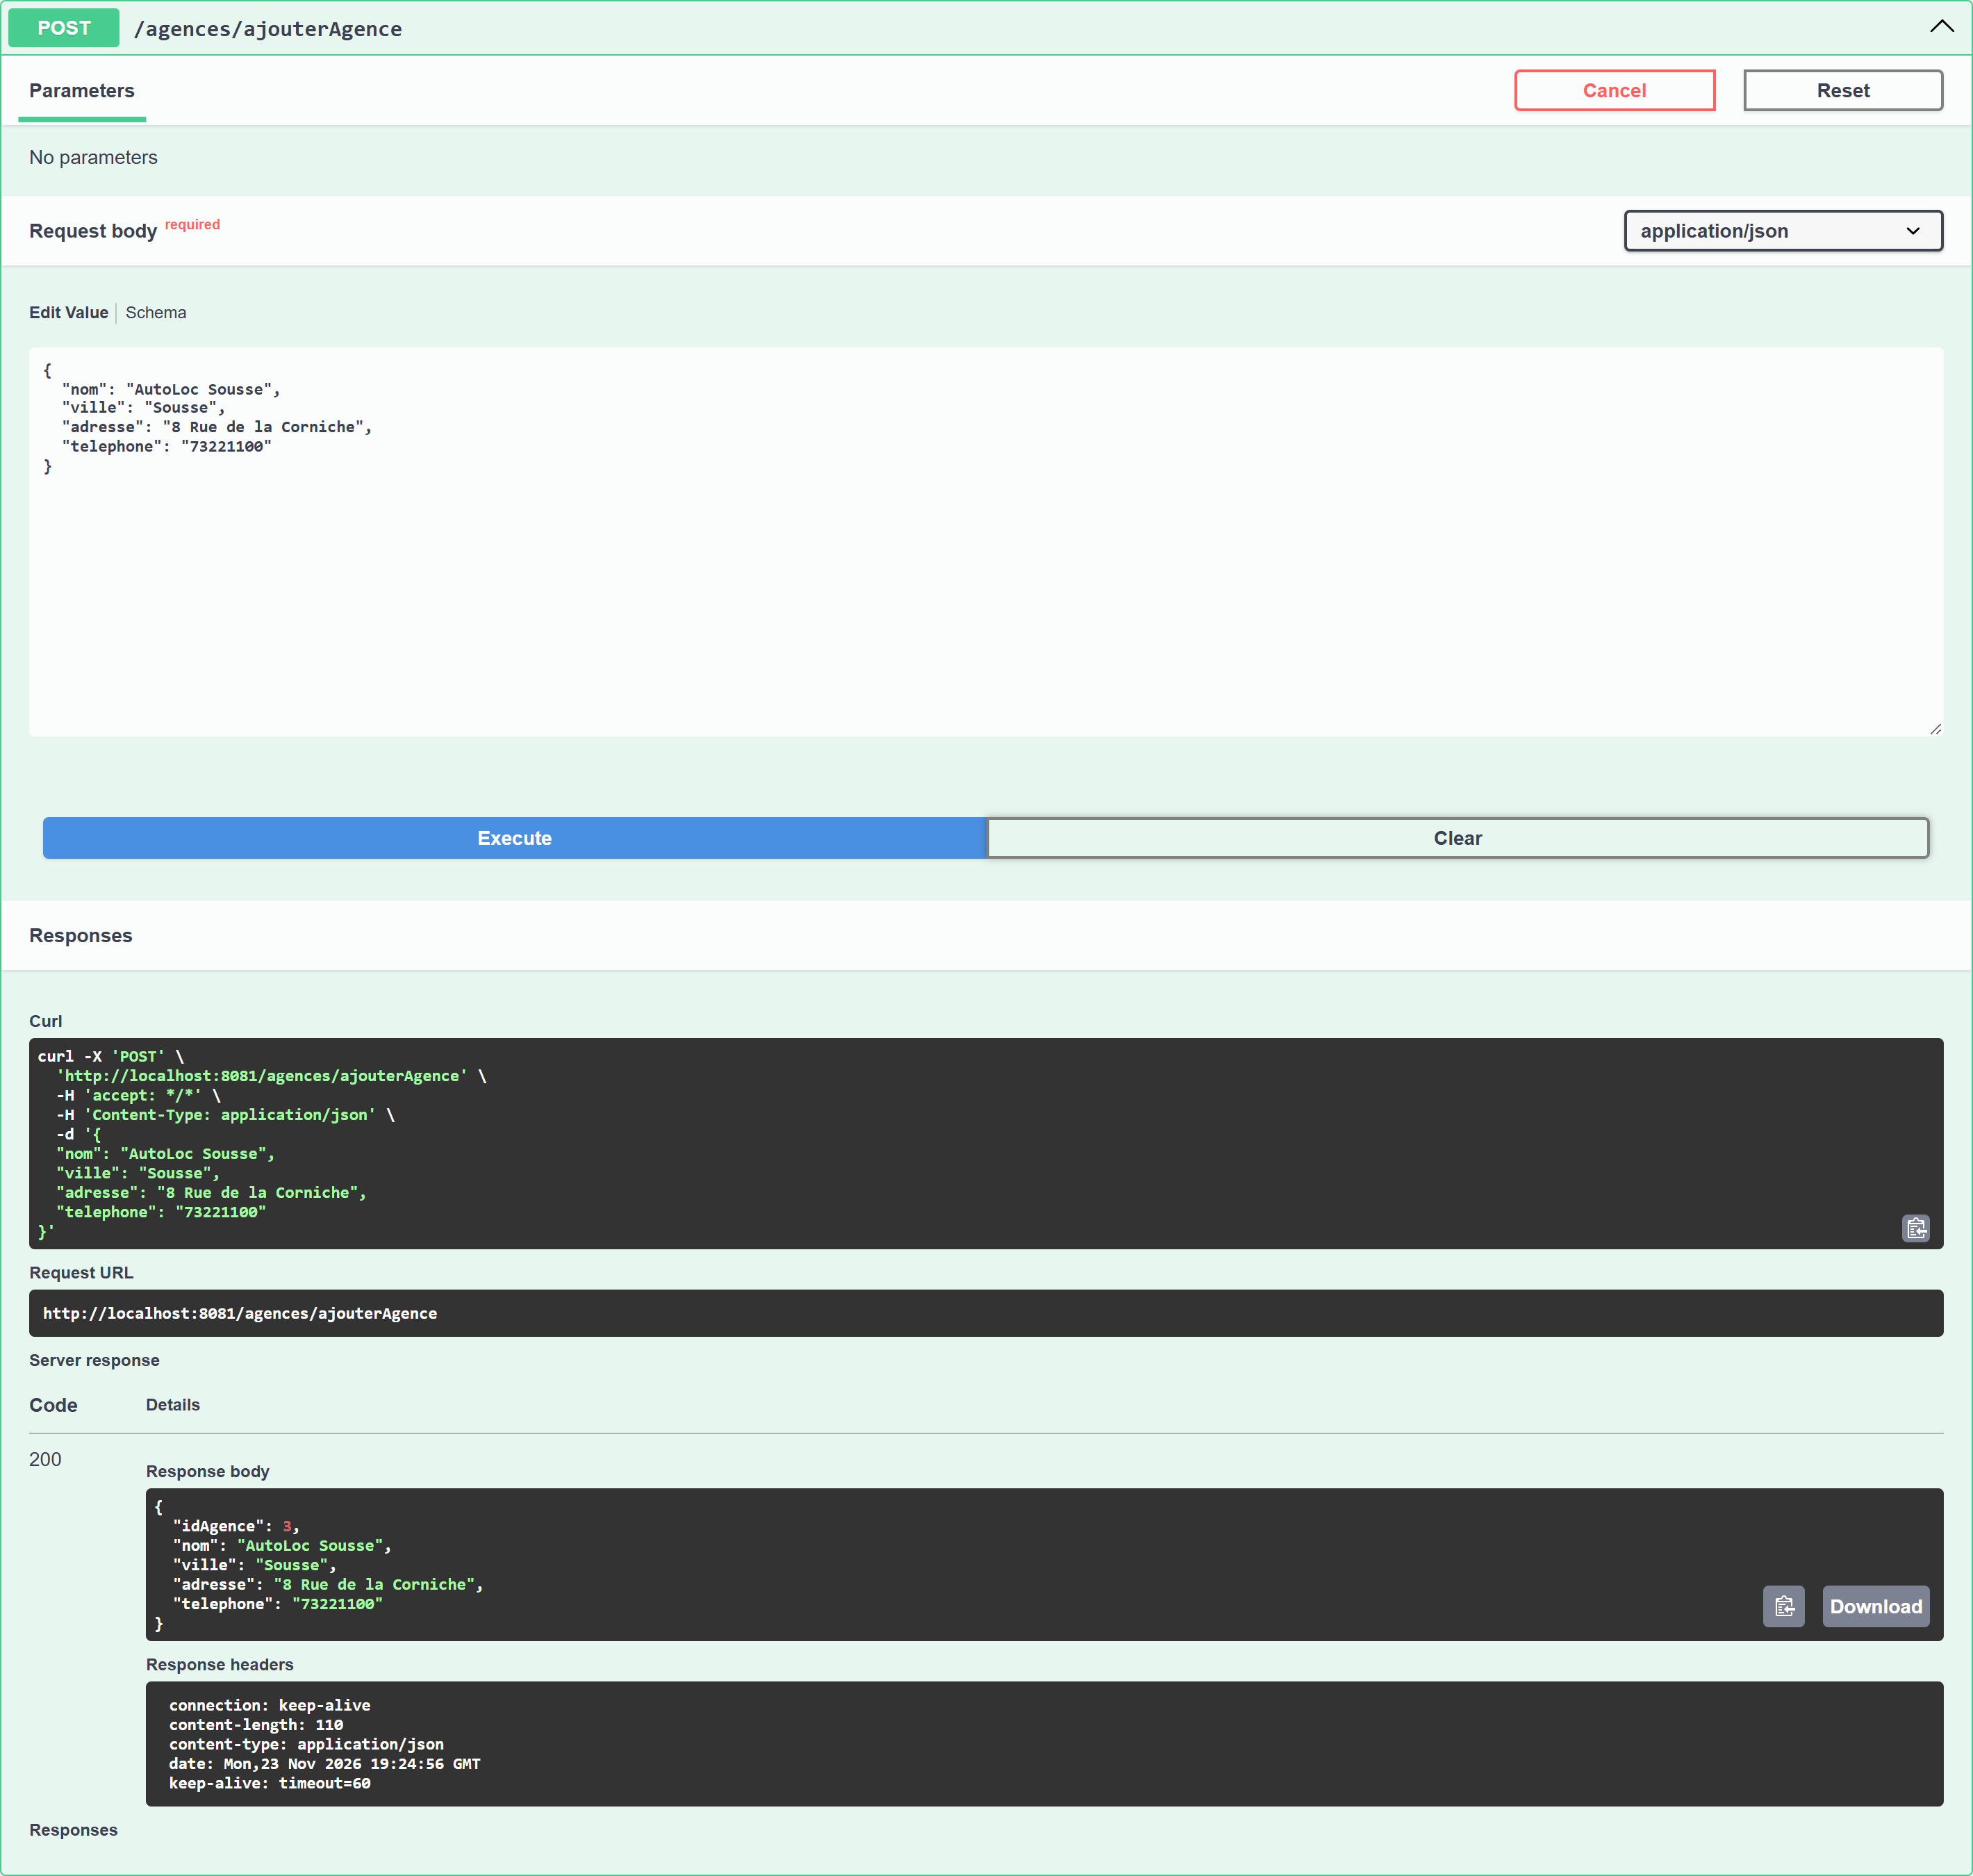 POST /agences/ajouterAgence
Parameters
Cancel
Reset
No parameters
Request body required
application/json
Edit Value
Schema
{
  "nom": "AutoLoc Sousse",
  "ville": "Sousse",
  "adresse": "8 Rue de la Corniche",
  "telephone": "73221100"
}
Execute
Clear
Responses
Curl
curl -X 'POST' \
  'http://localhost:8081/agences/ajouterAgence' \
  -H 'accept: */*' \
  -H 'Content-Type: application/json' \
  -d '{
  "nom": "AutoLoc Sousse",
  "ville": "Sousse",
  "adresse": "8 Rue de la Corniche",
  "telephone": "73221100"
}'
Request URL
http://localhost:8081/agences/ajouterAgence
Server response
Code
Details
200
Response body
{
  "idAgence": 3,
  "nom": "AutoLoc Sousse",
  "ville": "Sousse",
  "adresse": "8 Rue de la Corniche",
  "telephone": "73221100"
}
Download
Response headers
connection: keep-alive
content-length: 110
content-type: application/json
date: Mon,23 Nov 2026 19:24:56 GMT
keep-alive: timeout=60
Responses